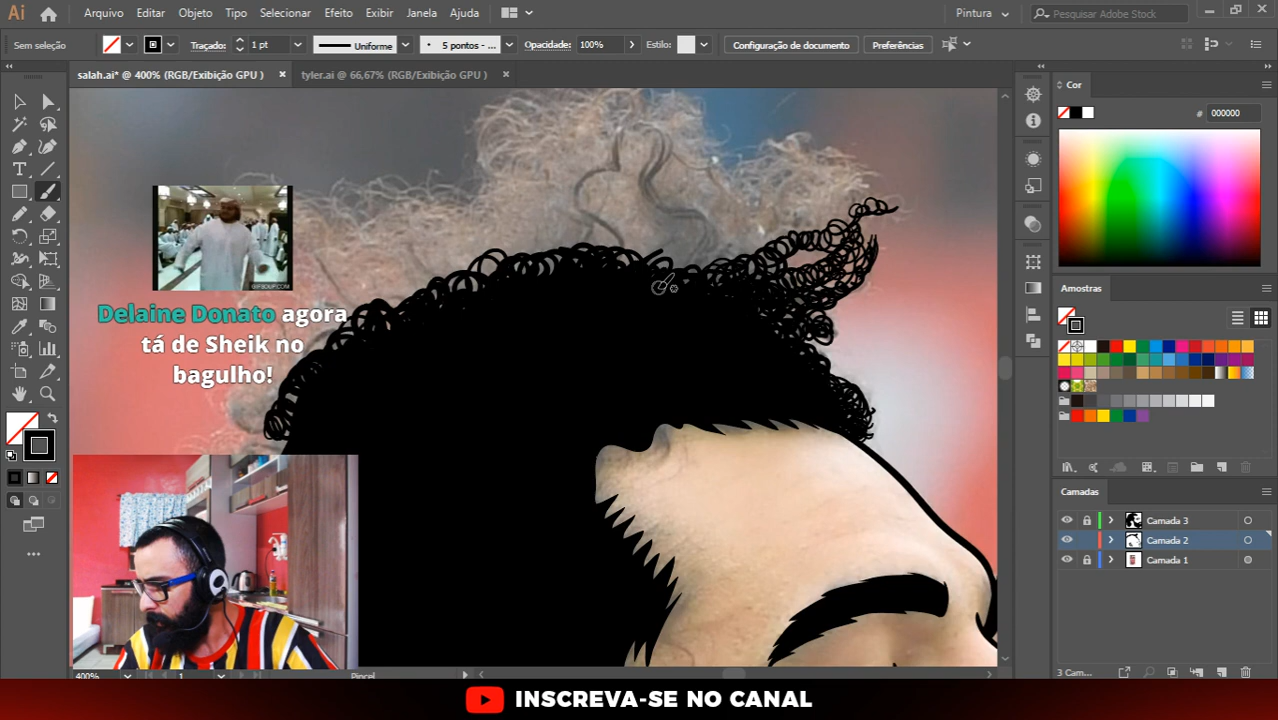 Ai
Arquivo Editar Objeto Tipo Selecionar Efeito Exibir Janela Ajuda
Pintura
Pesquisar Adobe Stock
Sem seleção
Traçado: 1 pt
Uniforme
5 pontos - ...
Opacidade: 100%
Estilo:
Configuração de documento
Preferências
salah.ai* @ 400% (RGB/Exibição GPU )
tyler.ai @ 66,67% (RGB/Exibição GPU )
Cor
# 000000
Amostras
Delaine Donato agora
tá de Sheik no
bagulho!
Camadas
Camada 3
Camada 2
Camada 1
400%
1
Pincel
3 Cam...
INSCREVA-SE NO CANAL